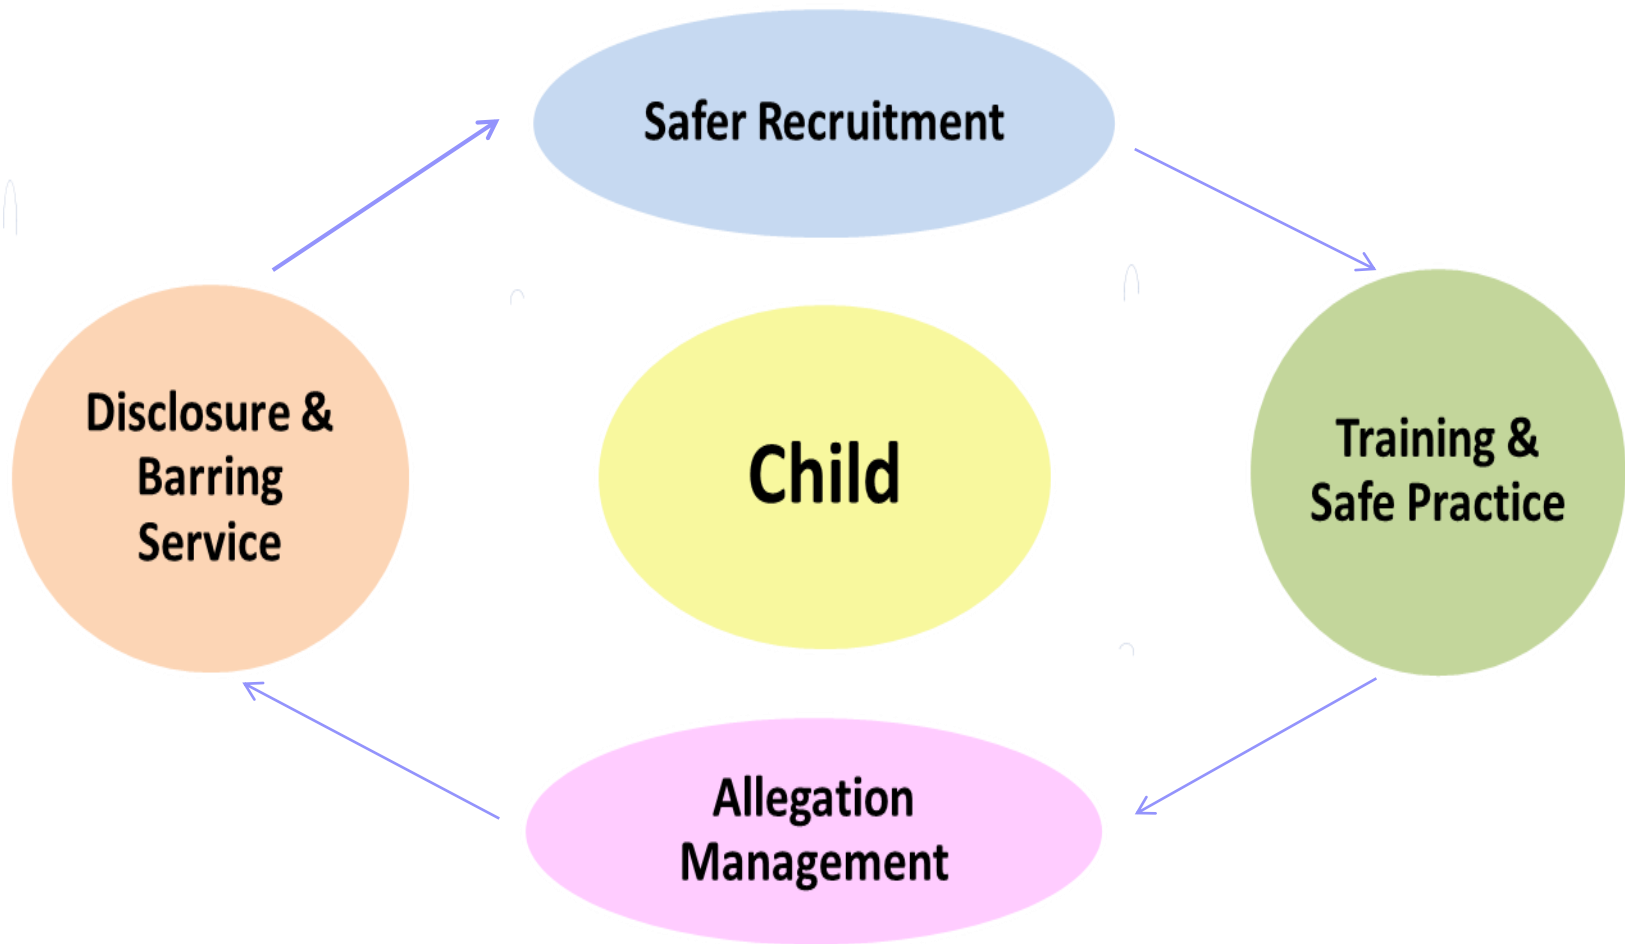 Safer Recruitment
Disclosure &
Barring
Service
Child
Training &
Safe Practice
Allegation
Management